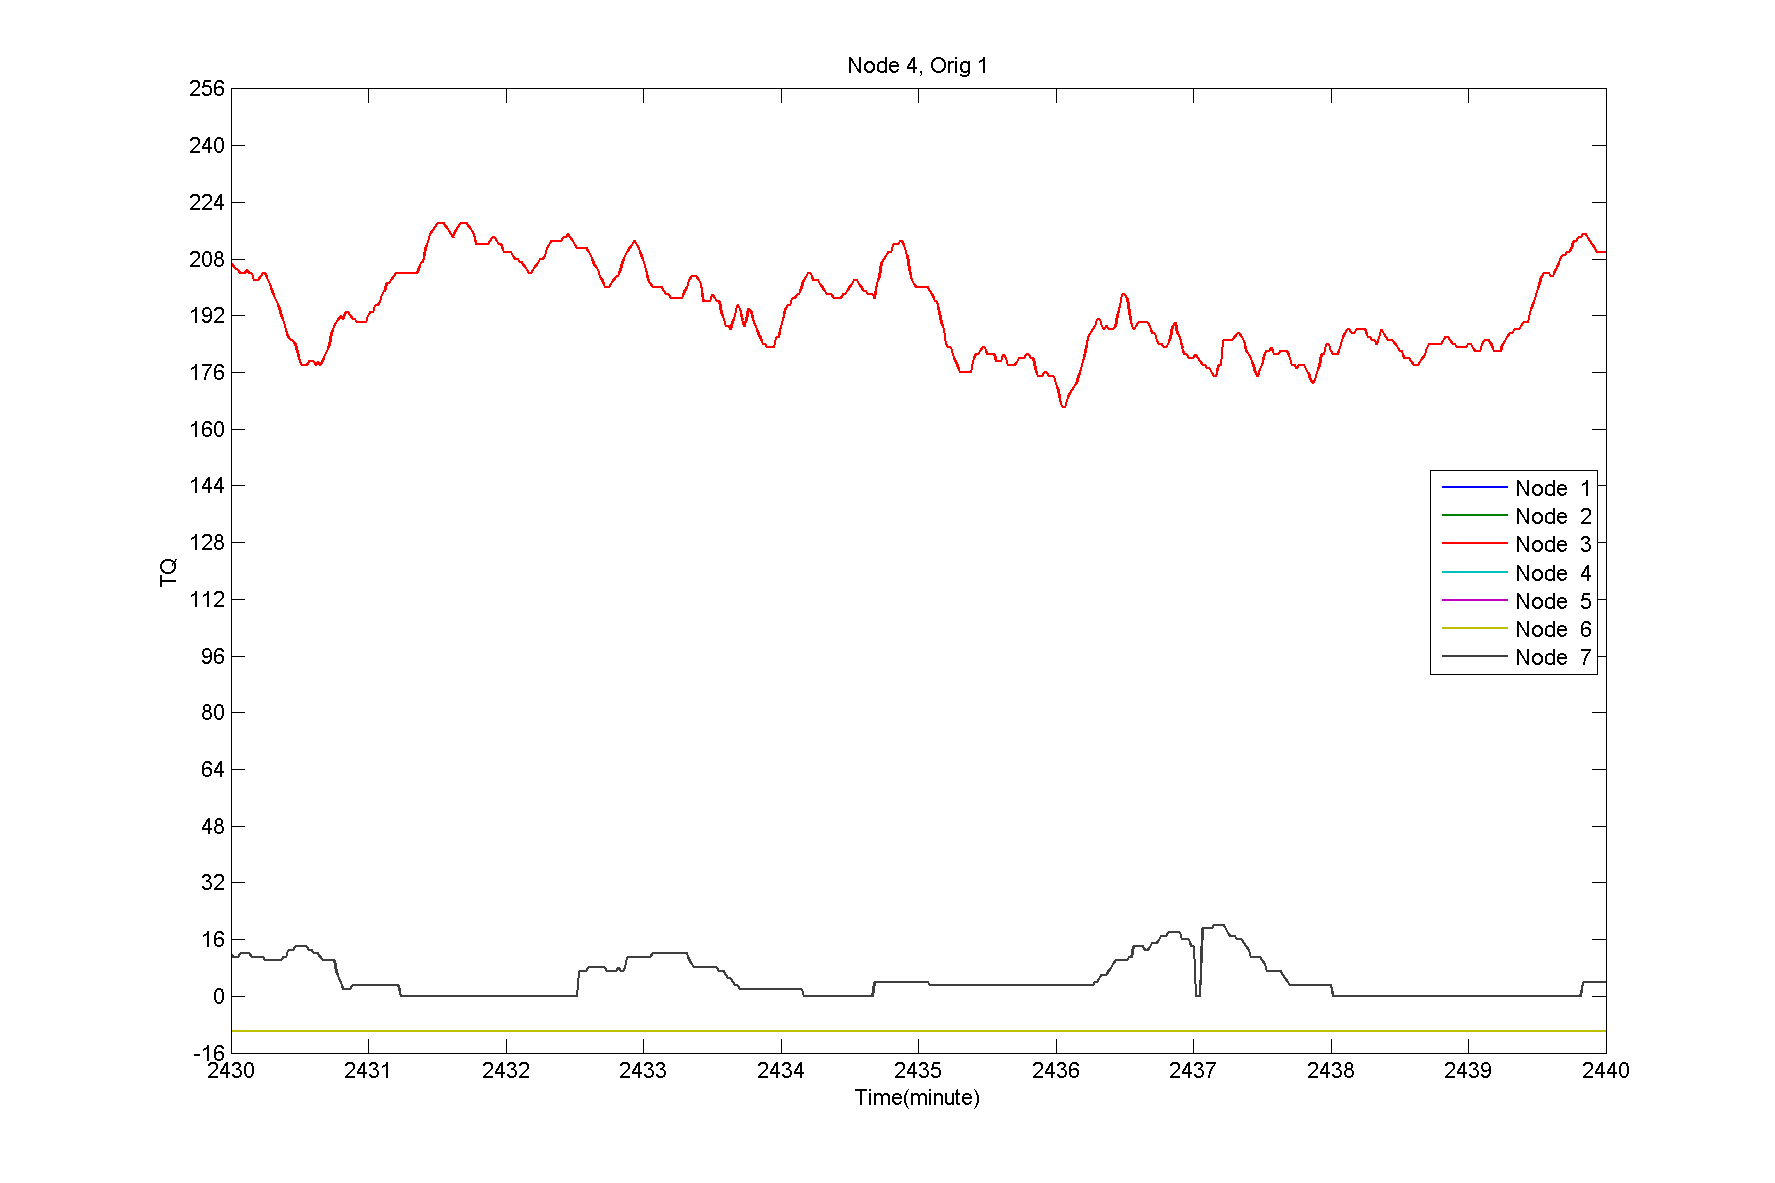 Node 4, Orig 1
256
240
224
208
192
176
160
144
128
112
96
80
64
48
32
16
0
-16
TQ
Node 1
Node 2
Node 3
Node 4
Node 5
Node 6
Node 7
2430 2431 2432 2433 2434 2435 2436 2437 2438 2439 2440
Time(minute)